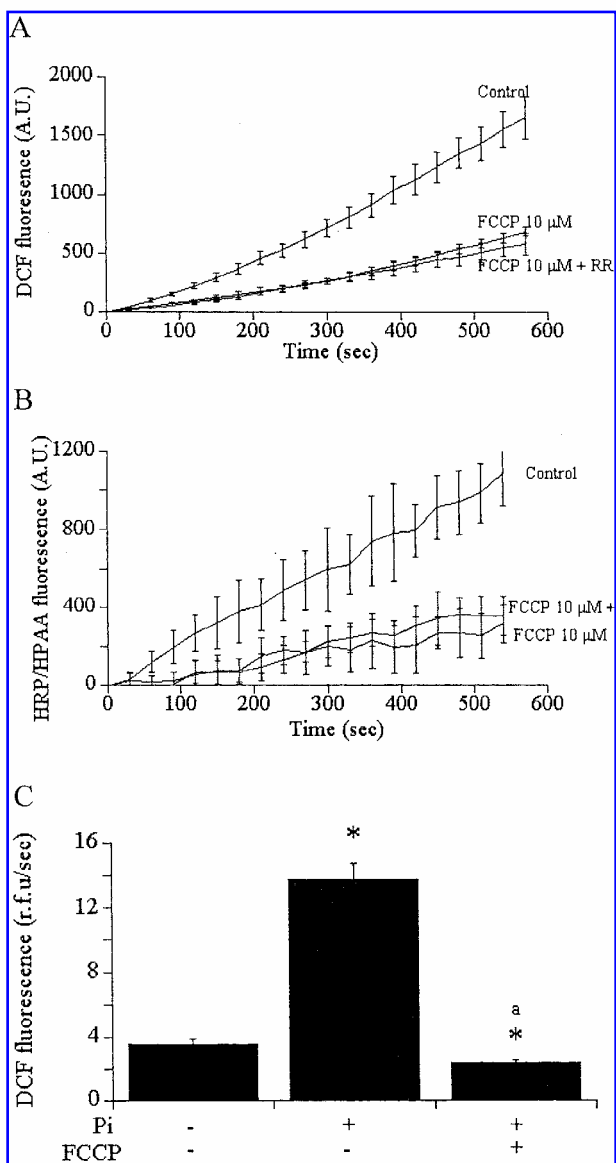 A
2000
1500
1000
500
0
DCF fluoresence (A.U.)
Control
FCCP 10 µM
FCCP 10 µM + RR
0 100 200 300 400 500 600
Time (sec)
B
1200
800
400
0
HRP/HPAA fluorescence (A.U.)
Control
FCCP 10 µM +
FCCP 10 µM
0 100 200 300 400 500 600
Time (sec)
C
16
12
8
4
0
DCF fluorescence (r.f.u/sec)
*
a
*
Pi - + +
FCCP - - +